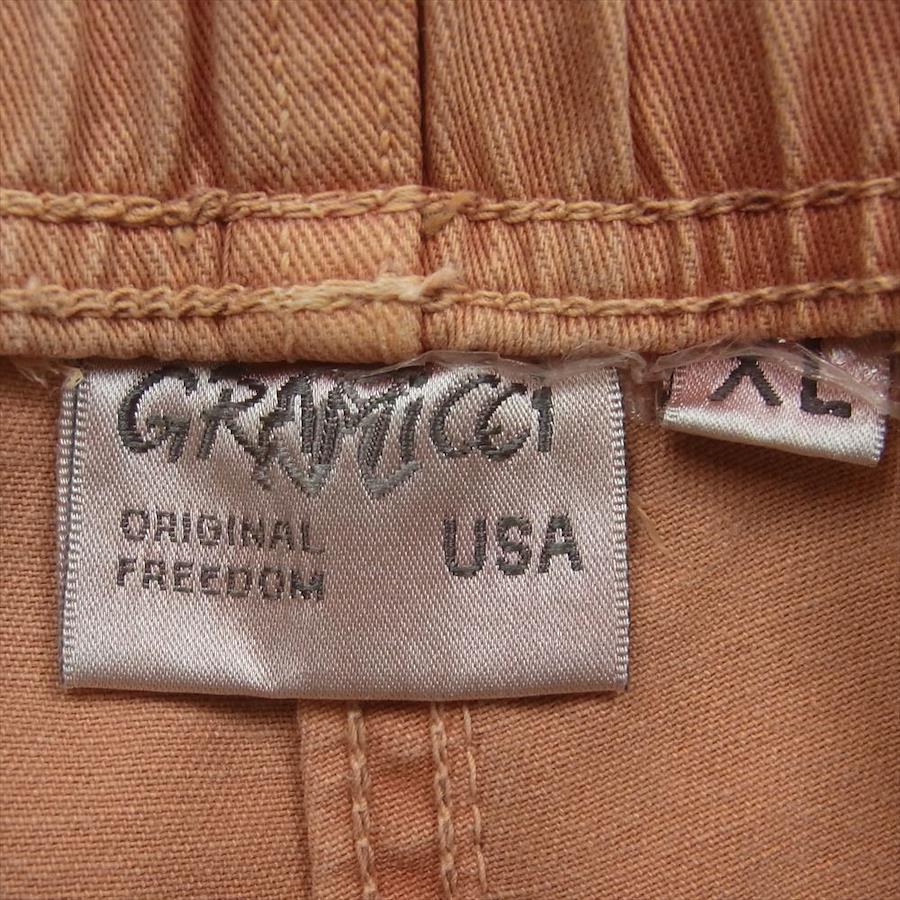 GRAMICCI
XL
ORIGINAL
FREEDOM
USA